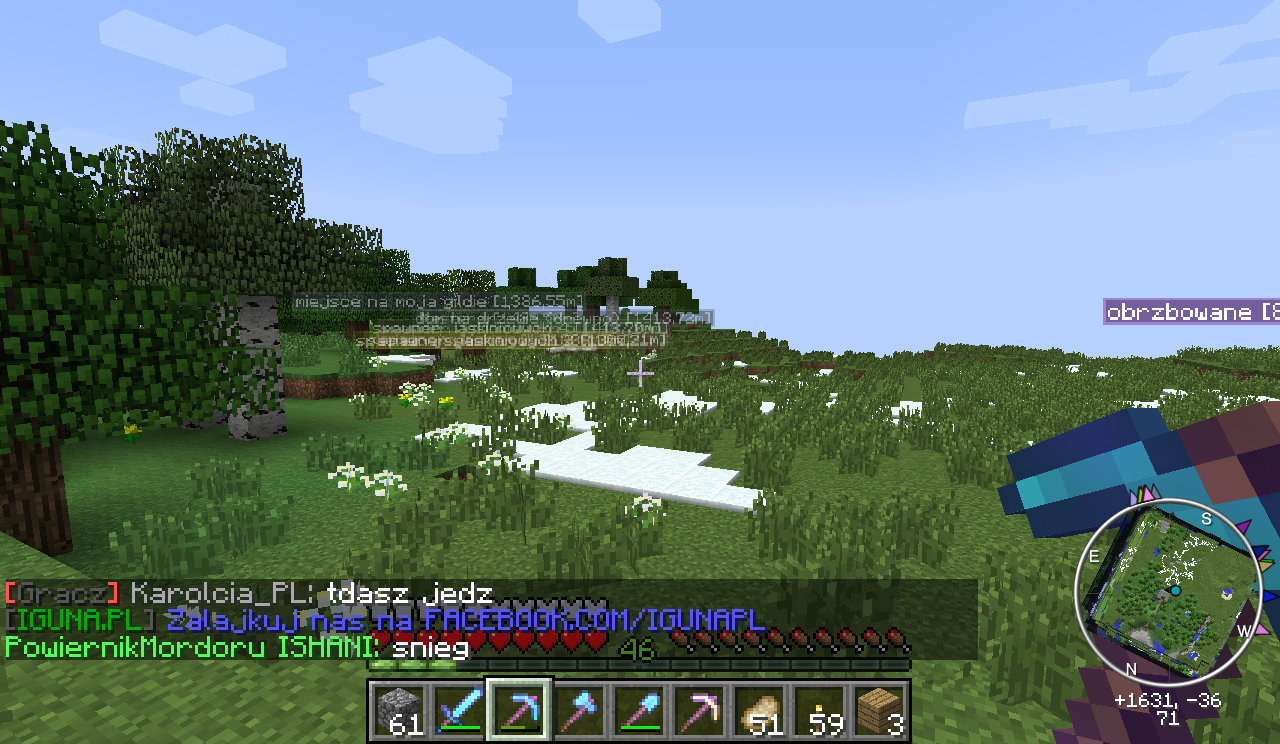 miejsce na moja gildie [1386.55m]
obrzbowane [8
[Gracz] Karolcia_PL: tdasz jedz
[IGUNA.PL] Zalajkuj nas na FACEBOOK.COM/IGUNAPL
PowiernikMordoru ISHANI: snieg
46
S
E
W
N
+1631, -36
71
61
51
59
3